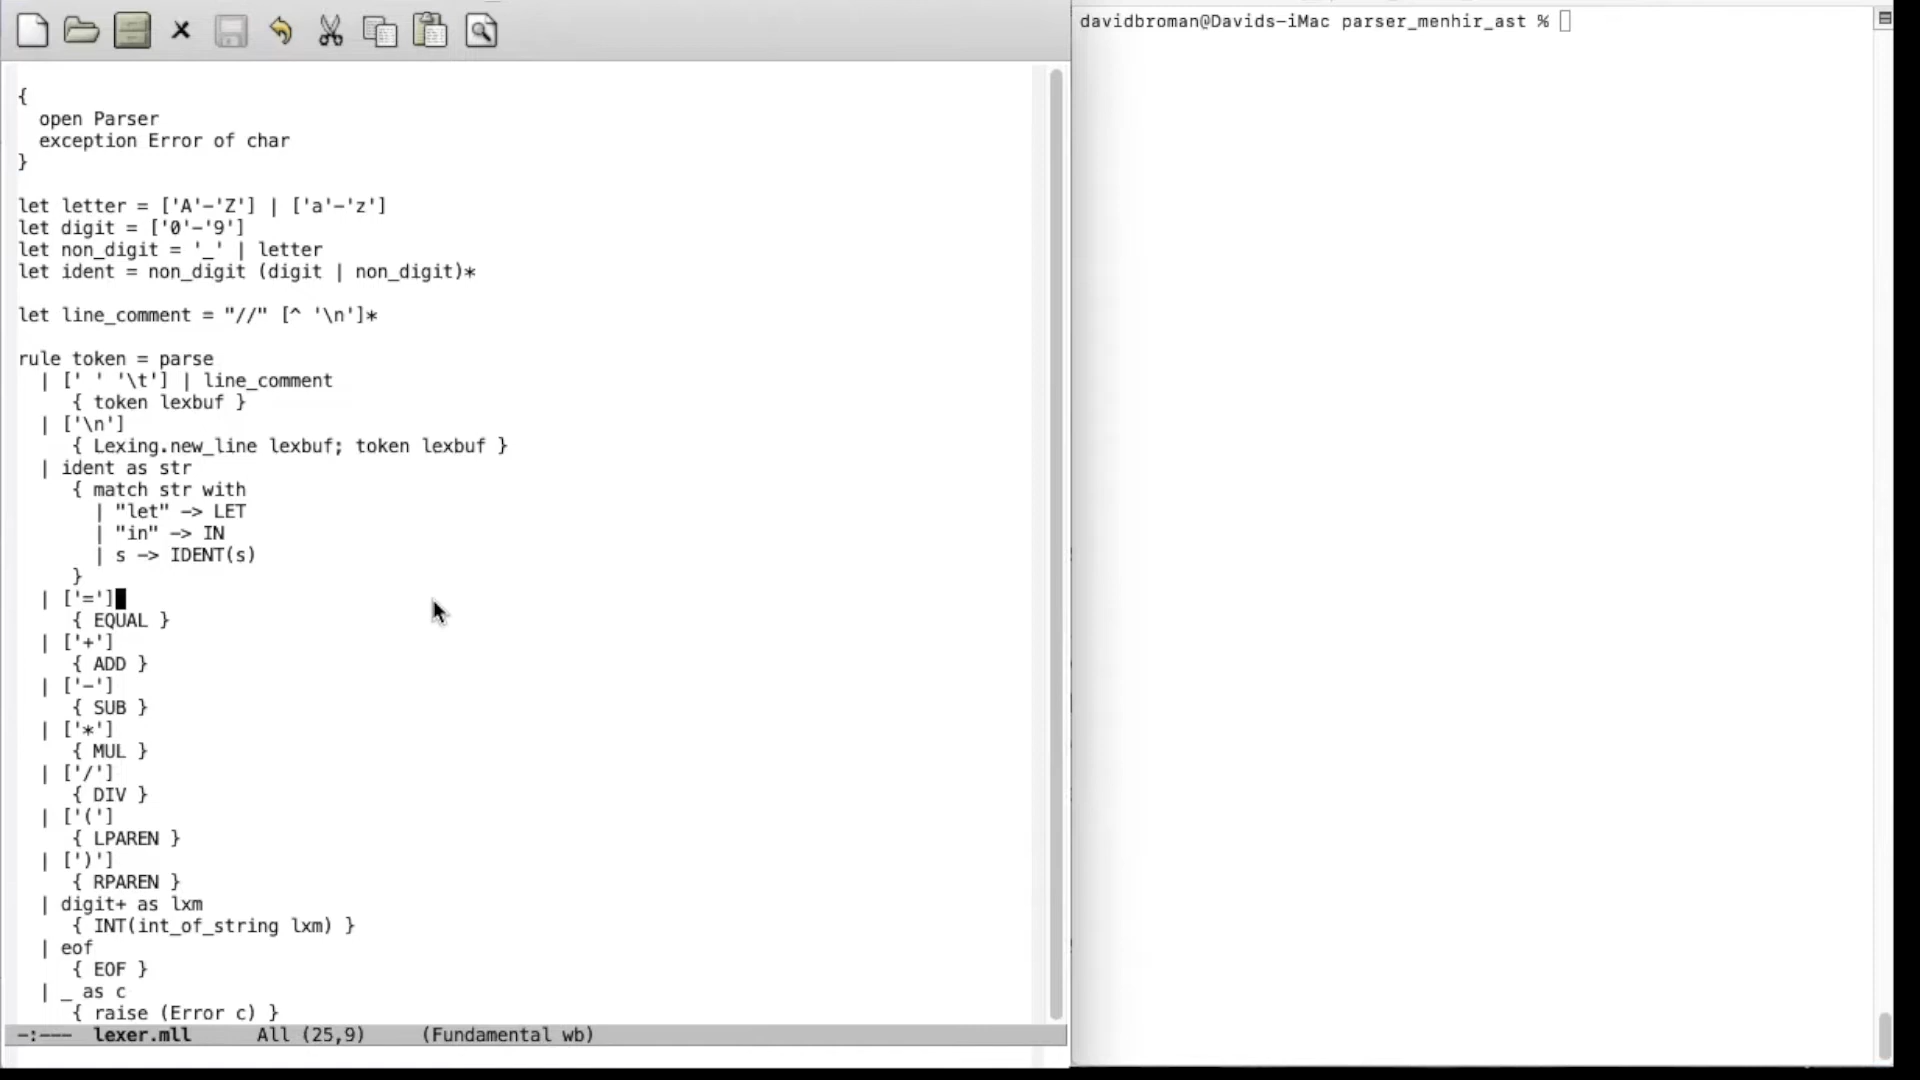 {
  open Parser
  exception Error of char
}
let letter = ['A'-'Z'] | ['a'-'z']
let digit = ['0'-'9']
let non_digit = '_' | letter
let ident = non_digit (digit | non_digit)*
let line_comment = "//" [^ '\n']*
rule token = parse
  | [' ' '\t'] | line_comment
     { token lexbuf }
  | ['\n']
     { Lexing.new_line lexbuf; token lexbuf }
  | ident as str
     { match str with
       | "let" -> LET
       | "in" -> IN
       | s -> IDENT(s)
     }
  | ['=']
     { EQUAL }
  | ['+']
     { ADD }
  | ['-']
     { SUB }
  | ['*']
     { MUL }
  | ['/']
     { DIV }
  | ['(']
     { LPAREN }
  | [')']
     { RPAREN }
  | digit+ as lxm
     { INT(int_of_string lxm) }
  | eof
     { EOF }
  | _ as c
     { raise (Error c) }
-:--- lexer.mll All (25,9) (Fundamental wb)
davidbroman@Davids-iMac parser_menhir_ast %